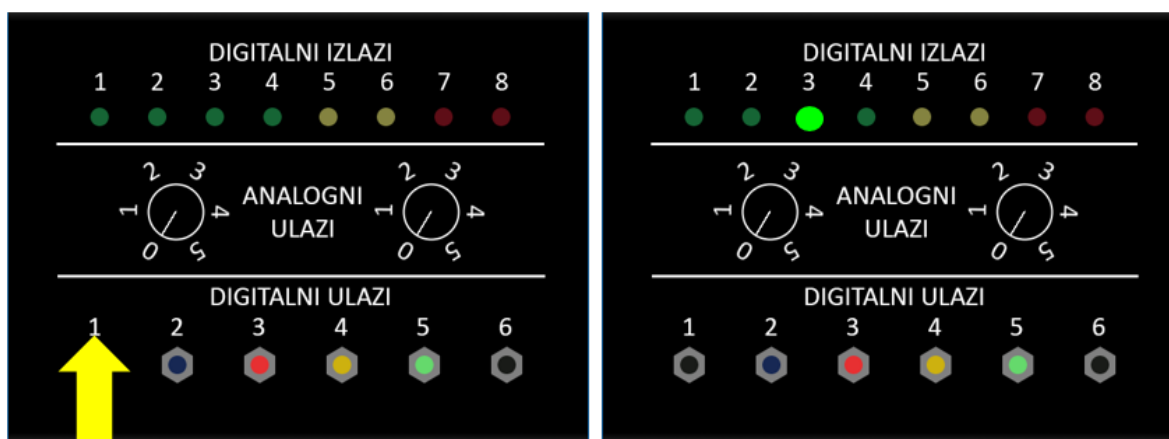 DIGITALNI IZLAZI
1 2 3 4 5 6 7 8
2 3 2 3
1 ANALOGNI 4 1 4
ULAZI
0 5 0 5
DIGITALNI ULAZI
1 2 3 4 5 6
DIGITALNI IZLAZI
1 2 3 4 5 6 7 8
2 3 2 3
1 4 ANALOGNI 1 4
ULAZI
0 5 0 5
DIGITALNI ULAZI
1 2 3 4 5 6